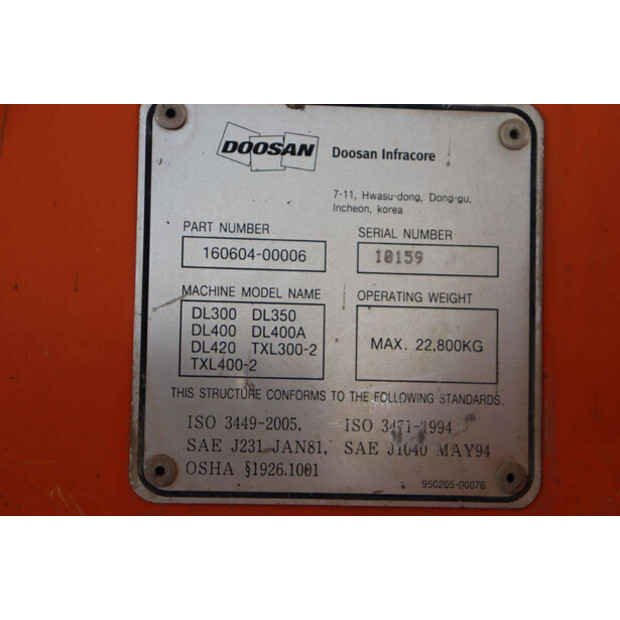 DOOSAN Doosan Infracore
7-11, Hwasu-dong, Dong-gu,
Incheon, korea
PART NUMBER
160604-00006
SERIAL NUMBER
10159
MACHINE MODEL NAME
DL300 DL350
DL400 DL400A
DL420 TXL300-2
TXL400-2
OPERATING WEIGHT
MAX. 22,800KG
THIS STRUCTURE CONFORMS TO THE FOLLOWING STANDARDS.
ISO 3449-2005, ISO 3471-1994
SAE J231 JAN81, SAE J1040 MAY94
OSHA §1926.1001
950205-00076